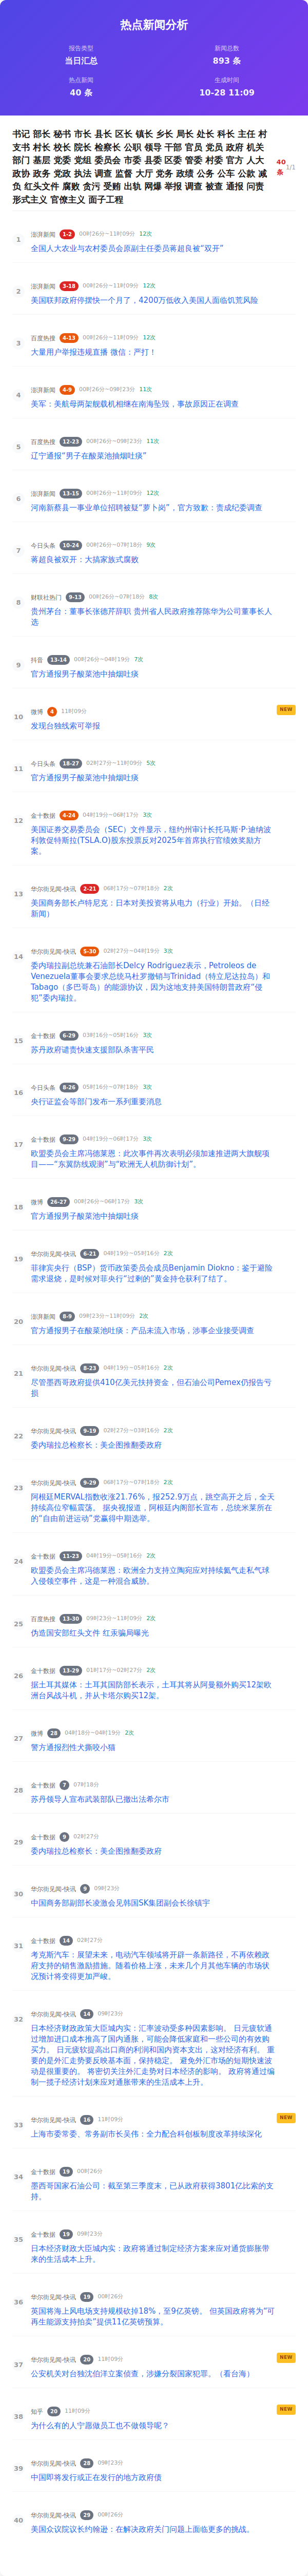 热点新闻分析
报告类型
当日汇总
新闻总数
893 条
热点新闻
40 条
生成时间
10-28 11:09
书记 部长 秘书 市长 县长 区长 镇长 乡长 局长 处长 科长 主任 村
支书 村长 校长 院长 检察长 公职 领导 干部 官员 党员 政府 机关
部门 基层 党委 党组 委员会 市委 县委 区委 管委 村委 官方 人大
政协 政务 党政 执法 调查 监督 大厅 党务 政绩 公务 公车 公款 减
负 红头文件 腐败 贪污 受贿 出轨 网爆 举报 调查 被查 通报 问责
形式主义 官僚主义 面子工程
40
条
1/1
1
澎湃新闻 1-2 00时26分~11时09分 12次
全国人大农业与农村委员会原副主任委员蒋超良被“双开”
2
澎湃新闻 3-18 00时26分~11时09分 12次
美国联邦政府停摆快一个月了，4200万低收入美国人面临饥荒风险
3
百度热搜 4-13 00时26分~11时09分 12次
大量用户举报违规直播 微信：严打！
4
澎湃新闻 4-9 00时26分~09时23分 11次
美军：美航母两架舰载机相继在南海坠毁，事故原因正在调查
5
百度热搜 12-23 00时26分~09时23分 11次
辽宁通报“男子在酸菜池抽烟吐痰”
6
澎湃新闻 13-15 00时26分~11时09分 12次
河南新蔡县一事业单位招聘被疑“萝卜岗”，官方致歉：责成纪委调查
7
今日头条 10-24 00时26分~07时18分 9次
蒋超良被双开：大搞家族式腐败
8
财联社热门 9-13 00时26分~07时18分 8次
贵州茅台：董事长张德芹辞职 贵州省人民政府推荐陈华为公司董事长人
选
9
抖音 13-14 00时26分~04时19分 7次
官方通报男子酸菜池中抽烟吐痰
10
微博 4 11时09分
NEW
发现台独线索可举报
11
今日头条 18-27 02时27分~11时09分 5次
官方通报男子酸菜池中抽烟吐痰
12
金十数据 4-24 04时19分~06时17分 3次
美国证券交易委员会（SEC）文件显示，纽约州审计长托马斯·P·迪纳波
利敦促特斯拉(TSLA.O)股东投票反对2025年首席执行官绩效奖励方
案。
13
华尔街见闻-快讯 2-21 06时17分~07时18分 2次
美国商务部长卢特尼克：日本对美投资将从电力（行业）开始。（日经
新闻）
14
华尔街见闻-快讯 5-30 02时27分~04时19分 3次
委内瑞拉副总统兼石油部长Delcy Rodriguez表示，Petroleos de
Venezuela董事会要求总统马杜罗撤销与Trinidad（特立尼达拉岛）和
Tabago（多巴哥岛）的能源协议，因为这地支持美国特朗普政府“侵
犯”委内瑞拉。
15
金十数据 6-29 03时16分~05时16分 3次
苏丹政府谴责快速支援部队杀害平民
16
今日头条 8-26 05时16分~07时18分 3次
央行证监会等部门发布一系列重要消息
17
金十数据 9-29 04时19分~06时17分 3次
欧盟委员会主席冯德莱恩：此次事件再次表明必须加速推进两大旗舰项
目——“东翼防线观测”与“欧洲无人机防御计划”。
18
微博 26-27 00时26分~06时17分 3次
官方通报男子酸菜池中抽烟吐痰
19
华尔街见闻-快讯 6-21 04时19分~05时16分 2次
菲律宾央行（BSP）货币政策委员会成员Benjamin Diokno：鉴于避险
需求退烧，是时候对菲央行“过剩的”黄金持仓获利了结了。
20
澎湃新闻 8-9 09时23分~11时09分 2次
官方通报男子在酸菜池吐痰：产品未流入市场，涉事企业接受调查
21
华尔街见闻-快讯 8-23 04时19分~05时16分 2次
尽管墨西哥政府提供410亿美元扶持资金，但石油公司Pemex仍报告亏
损
22
华尔街见闻-快讯 9-19 02时27分~03时16分 2次
委内瑞拉总检察长：美企图推翻委政府
23
华尔街见闻-快讯 9-29 06时17分~07时18分 2次
阿根廷MERVAL指数收涨21.76%，报252.9万点，跳空高开之后，全天
持续高位窄幅震荡。 据央视报道，阿根廷内阁部长宣布，总统米莱所在
的“自由前进运动”党赢得中期选举。
24
金十数据 11-23 04时19分~05时16分 2次
欧盟委员会主席冯德莱恩：欧洲全力支持立陶宛应对持续氦气走私气球
入侵领空事件，这是一种混合威胁。
25
百度热搜 13-30 09时23分~11时09分 2次
伪造国安部红头文件 红汞骗局曝光
26
金十数据 13-29 01时17分~02时27分 2次
据土耳其媒体：土耳其国防部长表示，土耳其将从阿曼额外购买12架欧
洲台风战斗机，并从卡塔尔购买12架。
27
微博 28 04时18分~04时19分 2次
警方通报烈性犬撕咬小猫
28
金十数据 7 07时18分
苏丹领导人宣布武装部队已撤出法希尔市
29
金十数据 9 02时27分
委内瑞拉总检察长：美企图推翻委政府
30
华尔街见闻-快讯 9 09时23分
中国商务部副部长凌激会见韩国SK集团副会长徐镇宇
31
金十数据 14 02时27分
考克斯汽车：展望未来，电动汽车领域将开辟一条新路径，不再依赖政
府支持的销售激励措施。随着价格上涨，未来几个月其他车辆的市场状
况预计将变得更加严峻。
32
华尔街见闻-快讯 14 09时23分
日本经济财政政策大臣城内实：汇率波动受多种因素影响。 日元疲软通
过增加进口成本推高了国内通胀，可能会降低家庭和一些公司的有效购
买力。 日元疲软提高出口商的利润和国内资本支出，这对经济有利。 重
要的是外汇走势要反映基本面，保持稳定。 避免外汇市场的短期快速波
动是很重要的。 将密切关注外汇走势对日本经济的影响。 政府将通过编
制一揽子经济计划来应对通胀带来的生活成本上升。
33
华尔街见闻-快讯 16 11时09分
NEW
上海市委常委、常务副市长吴伟：全力配合科创板制度改革持续深化
34
金十数据 19 00时26分
墨西哥国家石油公司：截至第三季度末，已从政府获得3801亿比索的支
持。
35
金十数据 19 09时23分
日本经济财政大臣城内实：政府将通过制定经济方案来应对通货膨胀带
来的生活成本上升。
36
华尔街见闻-快讯 19 00时26分
英国将海上风电场支持规模砍掉18%，至9亿英镑。 但英国政府将为“可
再生能源支持拍卖”提供11亿英镑预算。
37
华尔街见闻-快讯 20 11时09分
NEW
公安机关对台独沈伯洋立案侦查，涉嫌分裂国家犯罪。（看台海）
38
知乎 20 11时09分
NEW
为什么有的人宁愿做员工也不做领导呢？
39
华尔街见闻-快讯 28 09时23分
中国即将发行或正在发行的地方政府债
40
华尔街见闻-快讯 29 00时26分
美国众议院议长约翰逊：在解决政府关门问题上面临更多的挑战。